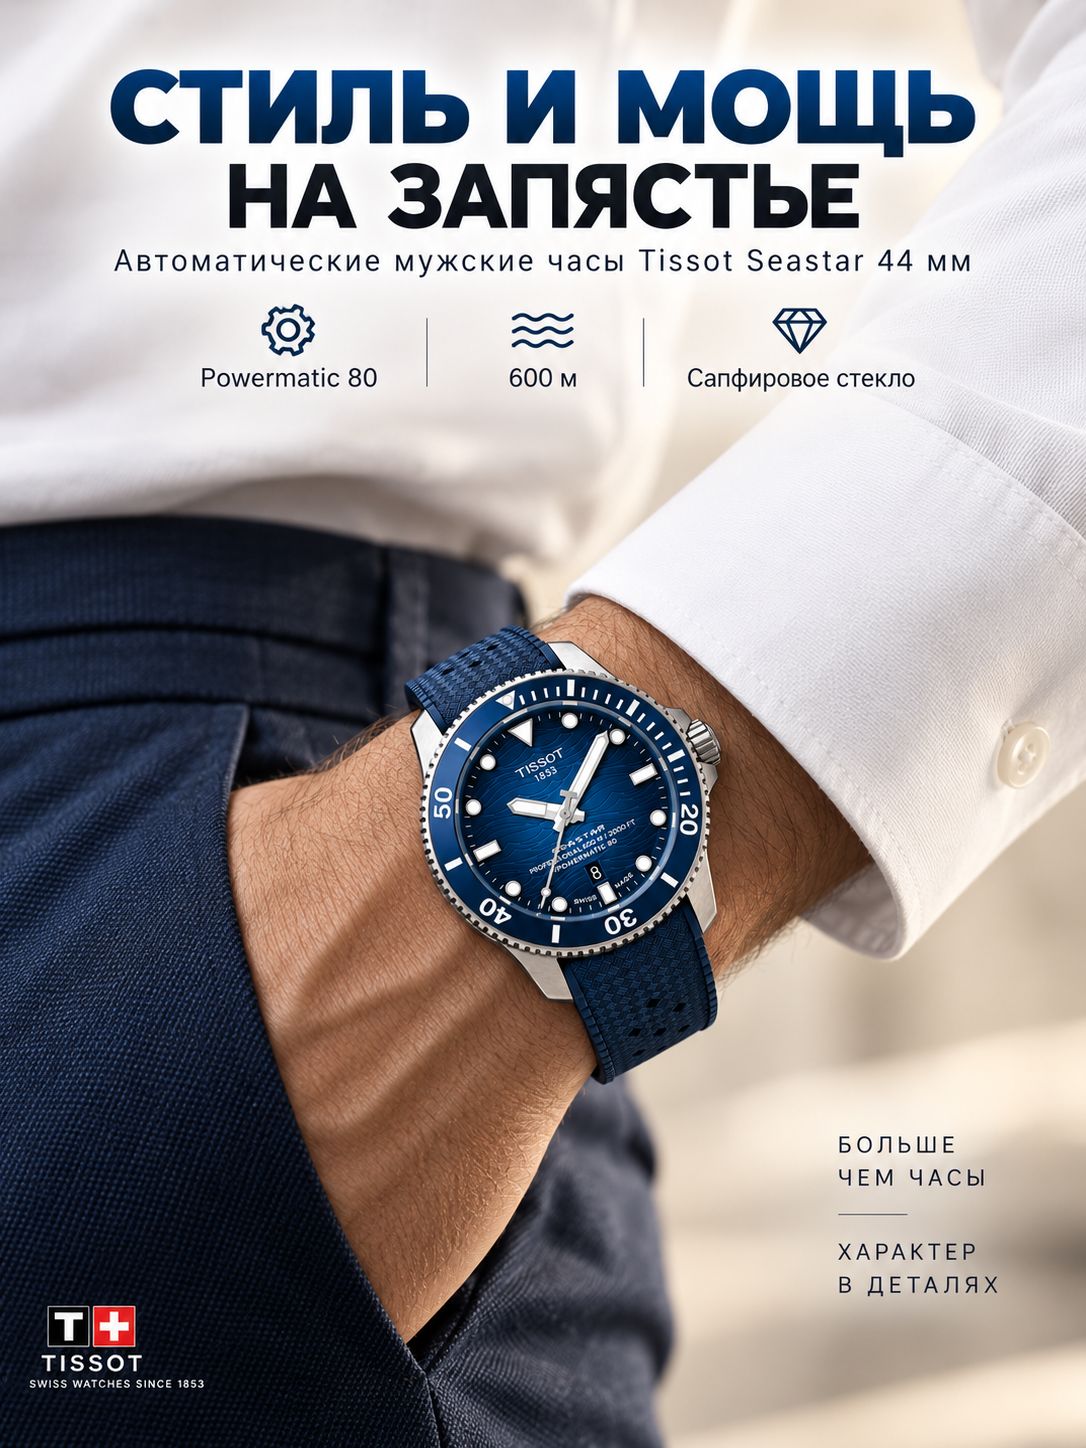 СТИЛЬ И МОЩЬ
НА ЗАПЯСТЬЕ
Автоматические мужские часы Tissot Seastar 44 мм
Powermatic 80
600 м
Сапфировое стекло
TISSOT
1853
SEASTAR
POWERMATIC 80
8
50
20
40
30
БОЛЬШЕ
ЧЕМ ЧАСЫ
ХАРАКТЕР
В ДЕТАЛЯХ
T+
TISSOT
SWISS WATCHES SINCE 1853